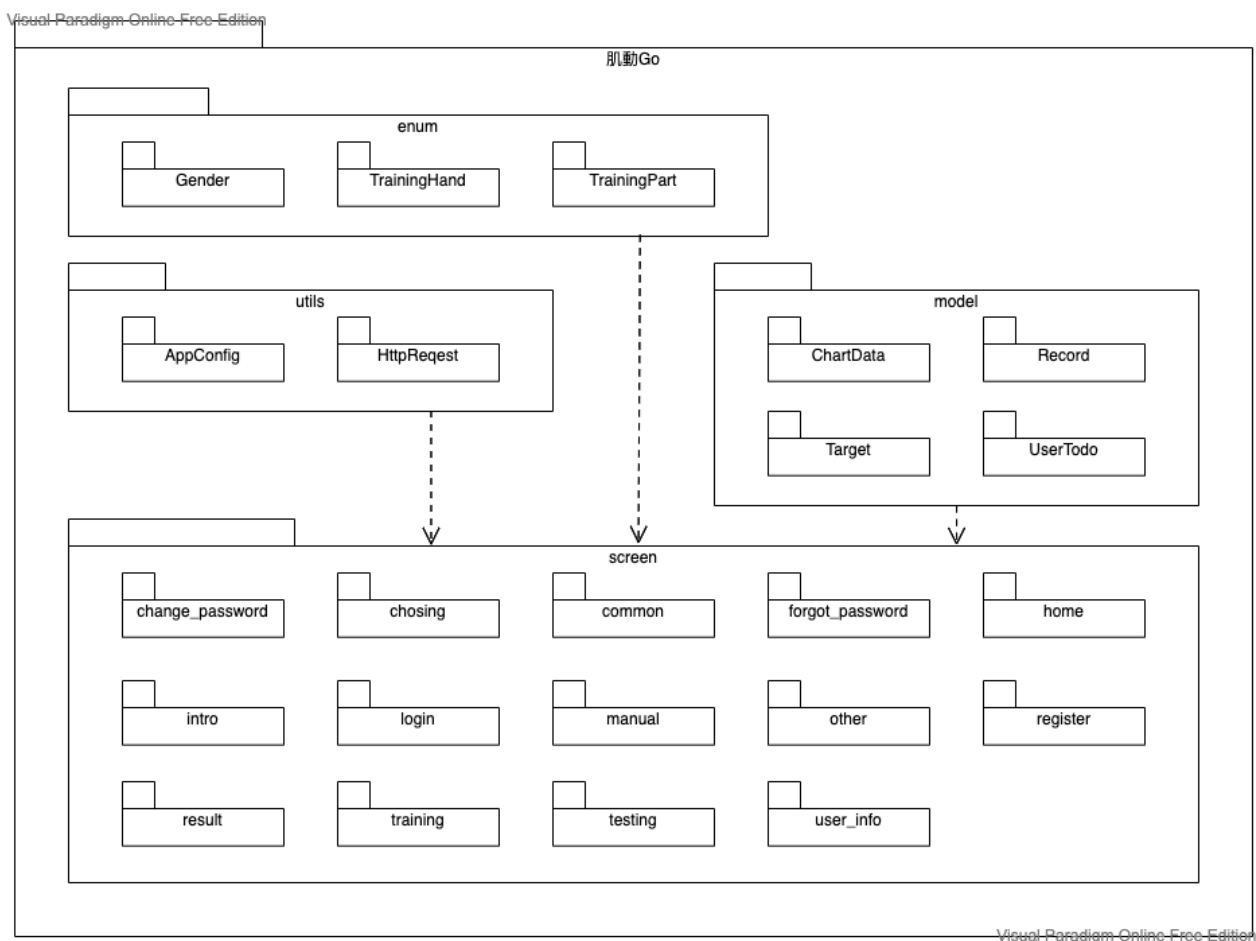 Visual Paradigm Online Free Edition
肌動Go
enum
Gender
TrainingHand
TrainingPart
utils
AppConfig
HttpReqest
model
ChartData
Record
Target
UserTodo
screen
change_password
chosing
common
forgot_password
home
intro
login
manual
other
register
result
training
testing
user_info
Visual Paradigm Online Free Edition